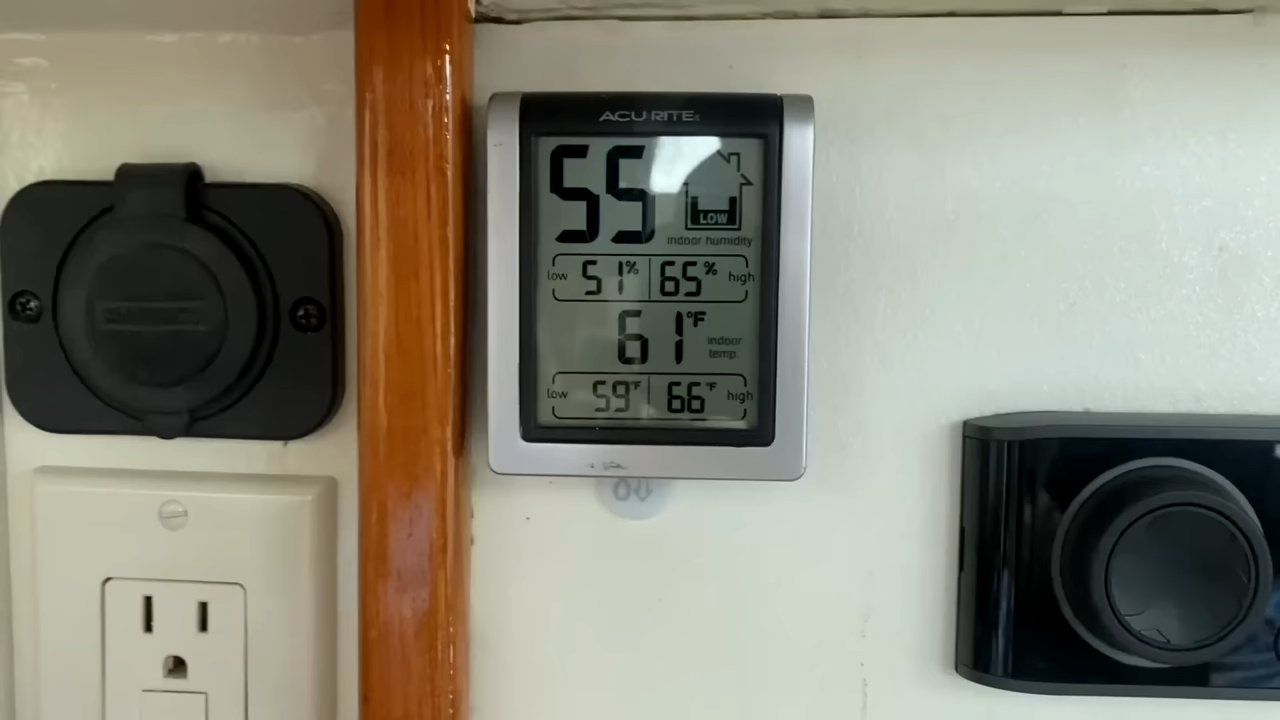 ACURITE
55
LOW
indoor humidity
low 51% 65% high
61°F
indoor temp.
low 59°F 66°F high